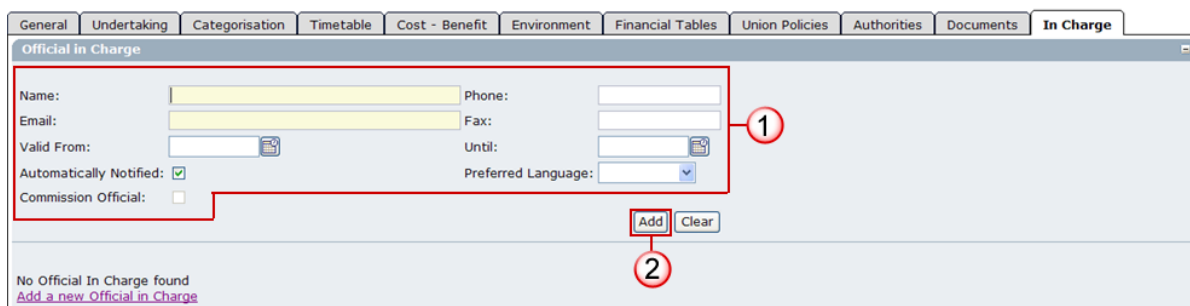 General Undertaking Categorisation Timetable Cost - Benefit Environment Financial Tables Union Policies Authorities Documents In Charge
Official in Charge
Name: Phone:
Email: Fax:
Valid From: Until:
Automatically Notified: Preferred Language:
Commission Official:
1
Add Clear
2
No Official In Charge found
Add a new Official in Charge